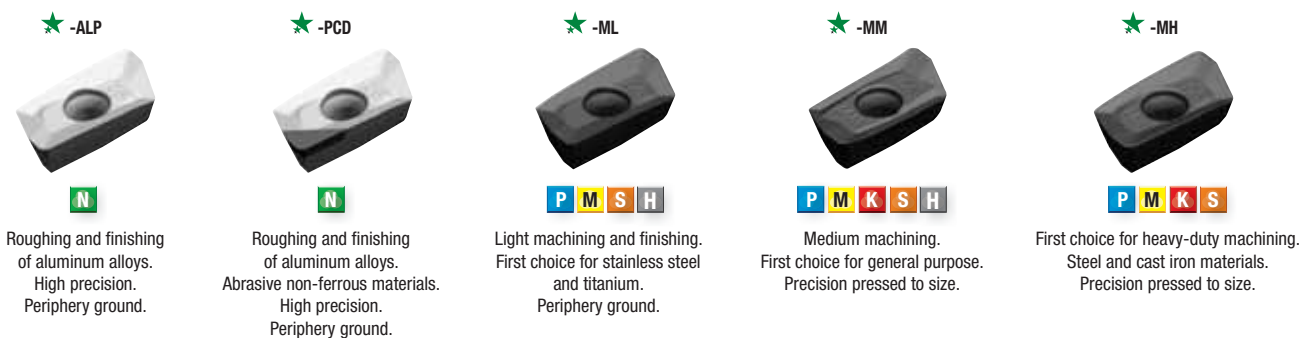 -ALP
N
Roughing and finishing
of aluminum alloys.
High precision.
Periphery ground.
-PCD
N
Roughing and finishing
of aluminum alloys.
Abrasive non-ferrous materials.
High precision.
Periphery ground.
-ML
P M S H
Light machining and finishing.
First choice for stainless steel
and titanium.
Periphery ground.
-MM
P M K S H
Medium machining.
First choice for general purpose.
Precision pressed to size.
-MH
P M K S
First choice for heavy-duty machining.
Steel and cast iron materials.
Precision pressed to size.